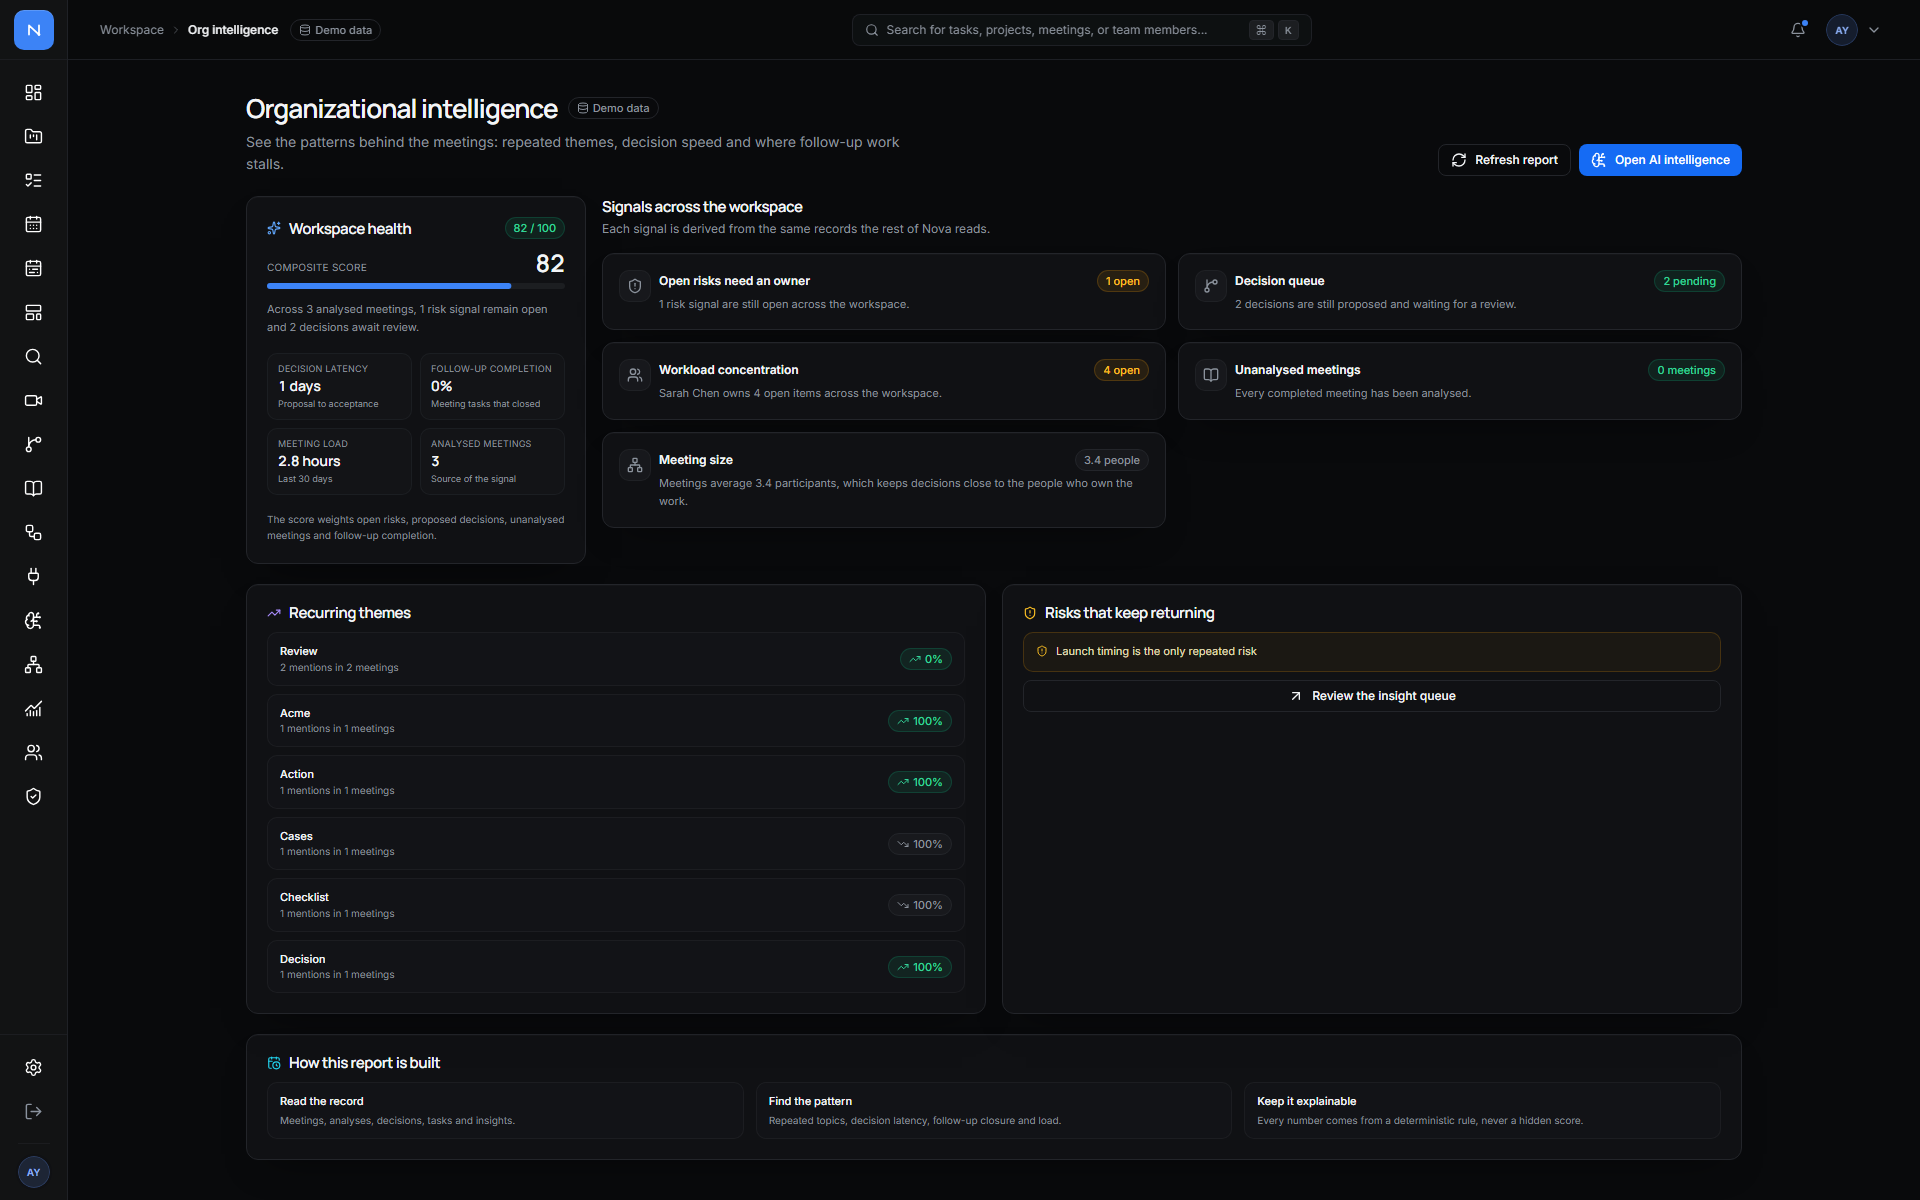 N
Workspace
Org intelligence
Demo data
Search for tasks, projects, meetings, or team members...
⌘
K
AY
Organizational intelligence
Demo data
See the patterns behind the meetings: repeated themes, decision speed and where follow-up work
stalls.
Refresh report
Open AI intelligence
Workspace health
82 / 100
COMPOSITE SCORE
82
Across 3 analysed meetings, 1 risk signal remain open
and 2 decisions await review.
DECISION LATENCY
1 days
Proposal to acceptance
FOLLOW-UP COMPLETION
0%
Meeting tasks that closed
MEETING LOAD
2.8 hours
Last 30 days
ANALYSED MEETINGS
3
Source of the signal
The score weights open risks, proposed decisions, unanalysed
meetings and follow-up completion.
Signals across the workspace
Each signal is derived from the same records the rest of Nova reads.
Open risks need an owner
1 open
1 risk signal are still open across the workspace.
Decision queue
2 pending
2 decisions are still proposed and waiting for a review.
Workload concentration
4 open
Sarah Chen owns 4 open items across the workspace.
Unanalysed meetings
0 meetings
Every completed meeting has been analysed.
Meeting size
3.4 people
Meetings average 3.4 participants, which keeps decisions close to the people who own the
work.
Recurring themes
Review
2 mentions in 2 meetings
0%
Acme
1 mentions in 1 meetings
100%
Action
1 mentions in 1 meetings
100%
Cases
1 mentions in 1 meetings
100%
Checklist
1 mentions in 1 meetings
100%
Decision
1 mentions in 1 meetings
100%
Risks that keep returning
Launch timing is the only repeated risk
Review the insight queue
How this report is built
Read the record
Meetings, analyses, decisions, tasks and insights.
Find the pattern
Repeated topics, decision latency, follow-up closure and load.
Keep it explainable
Every number comes from a deterministic rule, never a hidden score.
AY